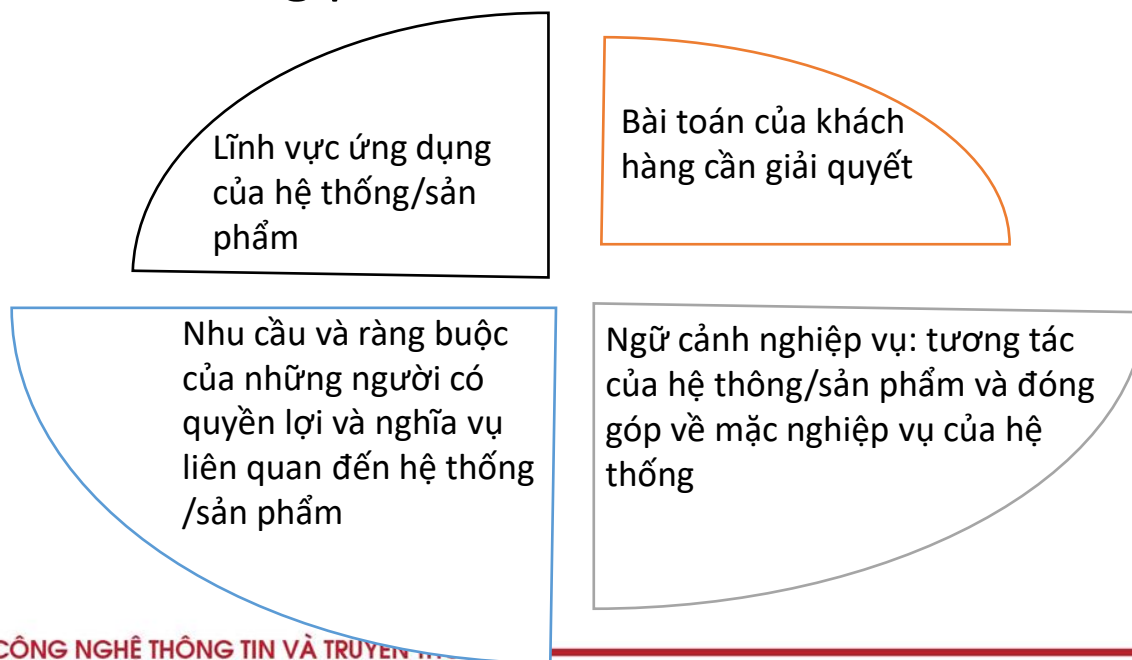 Lĩnh vực ứng dụng
của hệ thống/sản
phẩm
Bài toán của khách
hàng cần giải quyết
Nhu cầu và ràng buộc
của những người có
quyền lợi và nghĩa vụ
liên quan đến hệ thống
/sản phẩm
Ngữ cảnh nghiệp vụ: tương tác
của hệ thông/sản phẩm và đóng
góp về mặc nghiệp vụ của hệ
thống
CÔNG NGHỆ THÔNG TIN VÀ TRUYỀN